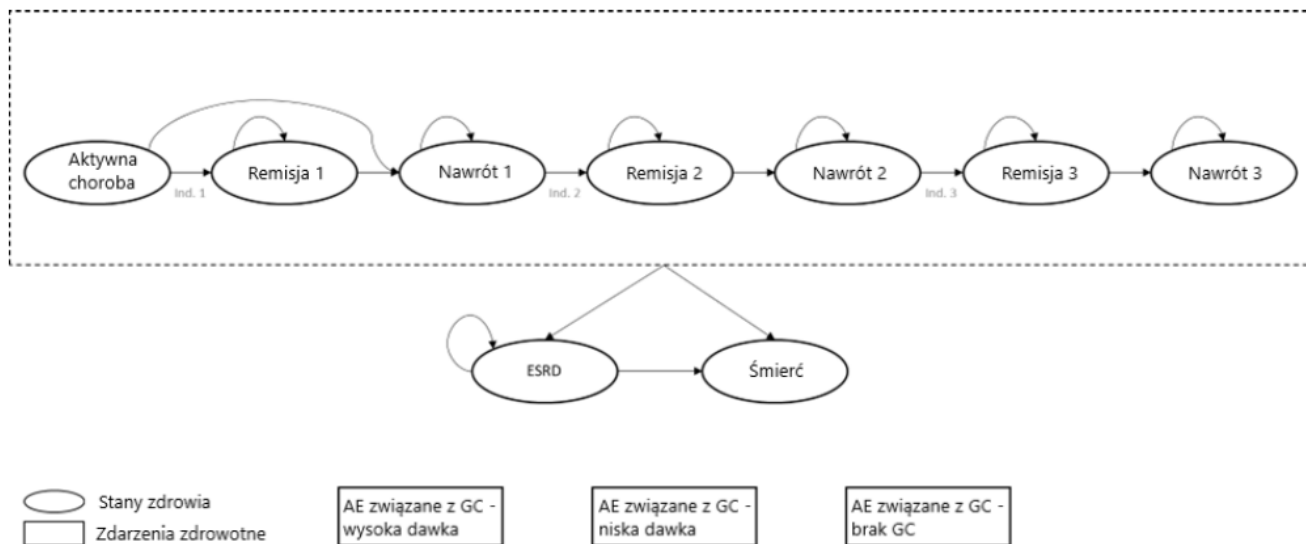 Aktywna
choroba
Remisja 1
Nawrót 1
Remisja 2
Nawrót 2
Remisja 3
Nawrót 3
Ind. 1
Ind. 2
Ind. 3
ESRD
Śmierć
Stany zdrowia
Zdarzenia zdrowotne
AE związane z GC -
wysoka dawka
AE związane z GC -
niska dawka
AE związane z GC -
brak GC